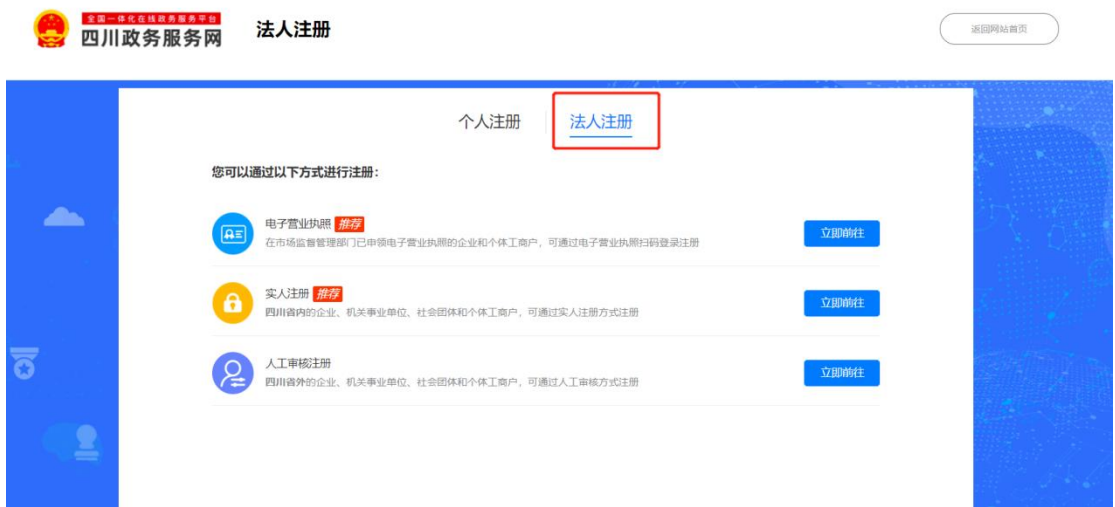 全国一体化在线政务服务平台
四川政务服务网
法人注册
返回网站首页
个人注册
法人注册
您可以通过以下方式进行注册：
电子营业执照 推荐
在市场监督管理部门已申领电子营业执照的企业和个体工商户，可通过电子营业执照扫码登录注册
立即前往
实人注册 推荐
四川省内的企业、机关事业单位、社会团体和个体工商户，可通过实人注册方式注册
立即前往
人工审核注册
四川省外的企业、机关事业单位、社会团体和个体工商户，可通过人工审核方式注册
立即前往